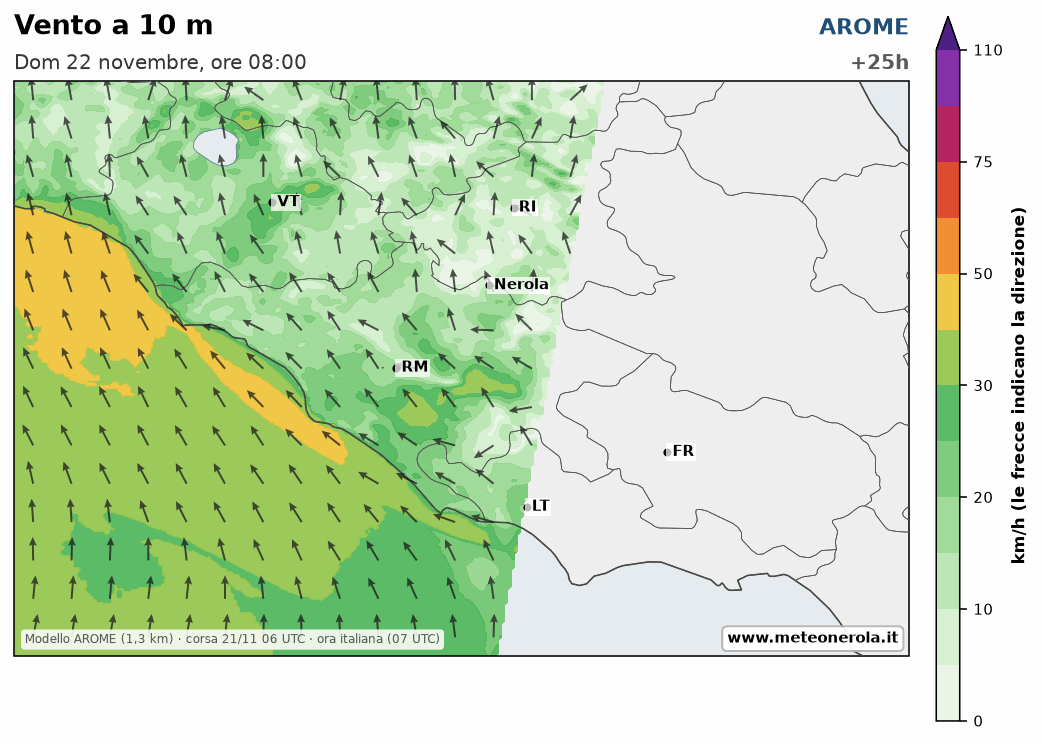 Vento a 10 m
AROME
Dom 22 novembre, ore 08:00
+25h
VT
RI
Nerola
RM
FR
LT
Modello AROME (1,3 km) · corsa 21/11 06 UTC · ora italiana (07 UTC)
www.meteonerola.it
110
75
50
30
20
10
0
km/h (le frecce indicano la direzione)